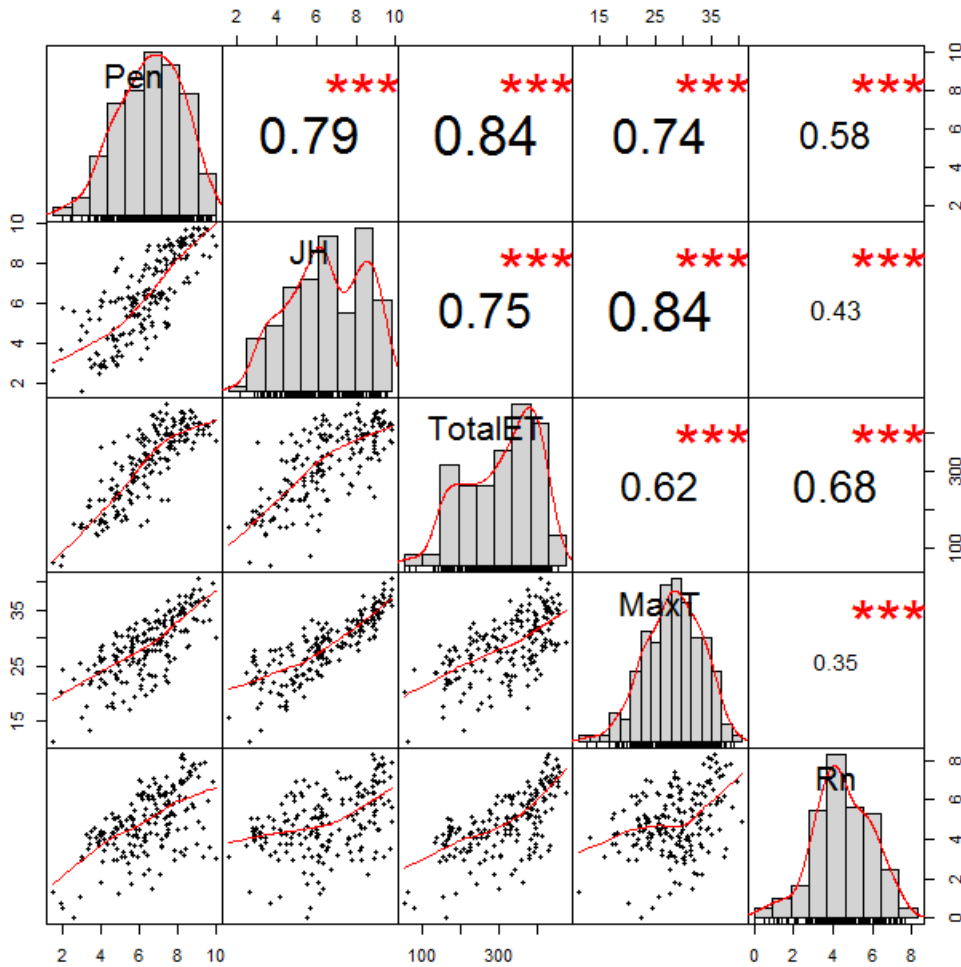 2 4 6 8 10 15 25 35
Pen *** *** *** *** 10
0.79 0.84 0.74 0.58 8 6 4 2
10 JH *** *** ***
8 6 4 2 0.75 0.84 0.43
TotalET *** ***
0.62 0.68 300 100
35 25 15 MaxT ***
0.35
Rn 8 6 4 2 0
2 4 6 8 10 100 300 0 2 4 6 8